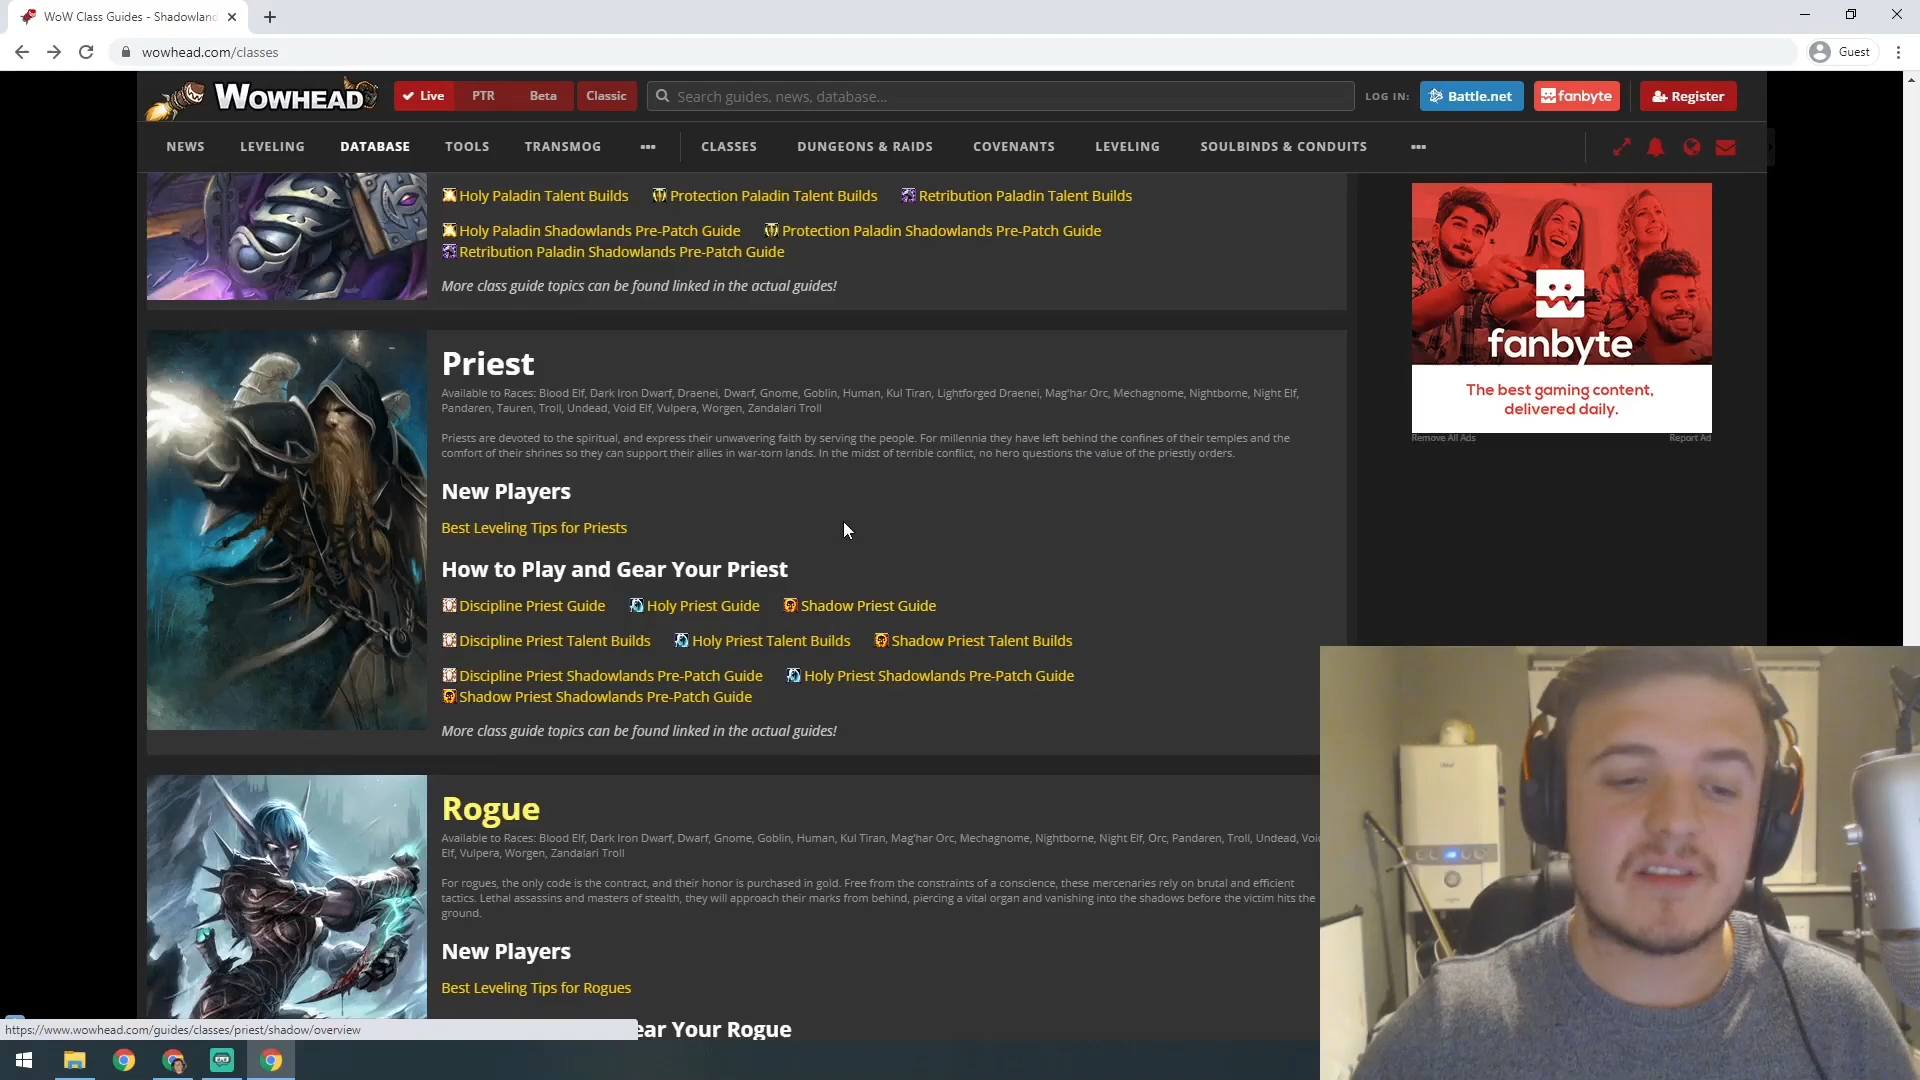 WoW Class Guides - Shadowland
wowhead.com/classes
Guest
WOWHEAD
Live
PTR
Beta
Classic
Search guides, news, database...
LOG IN:
Battle.net
fanbyte
Register
NEWS
LEVELING
DATABASE
TOOLS
TRANSMOG
CLASSES
DUNGEONS & RAIDS
COVENANTS
LEVELING
SOULBINDS & CONDUITS
Holy Paladin Talent Builds Protection Paladin Talent Builds Retribution Paladin Talent Builds
Holy Paladin Shadowlands Pre-Patch Guide Protection Paladin Shadowlands Pre-Patch Guide
Retribution Paladin Shadowlands Pre-Patch Guide
More class guide topics can be found linked in the actual guides!
fanbyte
The best gaming content,
delivered daily.
Remove All Ads
Report Ad
Priest
Available to Races: Blood Elf, Dark Iron Dwarf, Draenei, Dwarf, Gnome, Goblin, Human, Kul Tiran, Lightforged Draenei, Mag'har Orc, Mechagnome, Nightborne, Night Elf,
Pandaren, Tauren, Troll, Undead, Void Elf, Vulpera, Worgen, Zandalari Troll
Priests are devoted to the spiritual, and express their unwavering faith by serving the people. For millennia they have left behind the confines of their temples and the
comfort of their shrines so they can support their allies in war-torn lands. In the midst of terrible conflict, no hero questions the value of the priestly orders.
New Players
Best Leveling Tips for Priests
How to Play and Gear Your Priest
Discipline Priest Guide Holy Priest Guide Shadow Priest Guide
Discipline Priest Talent Builds Holy Priest Talent Builds Shadow Priest Talent Builds
Discipline Priest Shadowlands Pre-Patch Guide Holy Priest Shadowlands Pre-Patch Guide
Shadow Priest Shadowlands Pre-Patch Guide
More class guide topics can be found linked in the actual guides!
Rogue
Available to Races: Blood Elf, Dark Iron Dwarf, Dwarf, Gnome, Goblin, Human, Kul Tiran, Mag'har Orc, Mechagnome, Nightborne, Night Elf, Orc, Pandaren, Troll, Undead, Voi
Elf, Vulpera, Worgen, Zandalari Troll
For rogues, the only code is the contract, and their honor is purchased in gold. Free from the constraints of a conscience, these mercenaries rely on brutal and efficient
tactics. Lethal assassins and masters of stealth, they will approach their marks from behind, piercing a vital organ and vanishing into the shadows before the victim hits the
ground.
New Players
Best Leveling Tips for Rogues
ear Your Rogue
https://www.wowhead.com/guides/classes/priest/shadow/overview